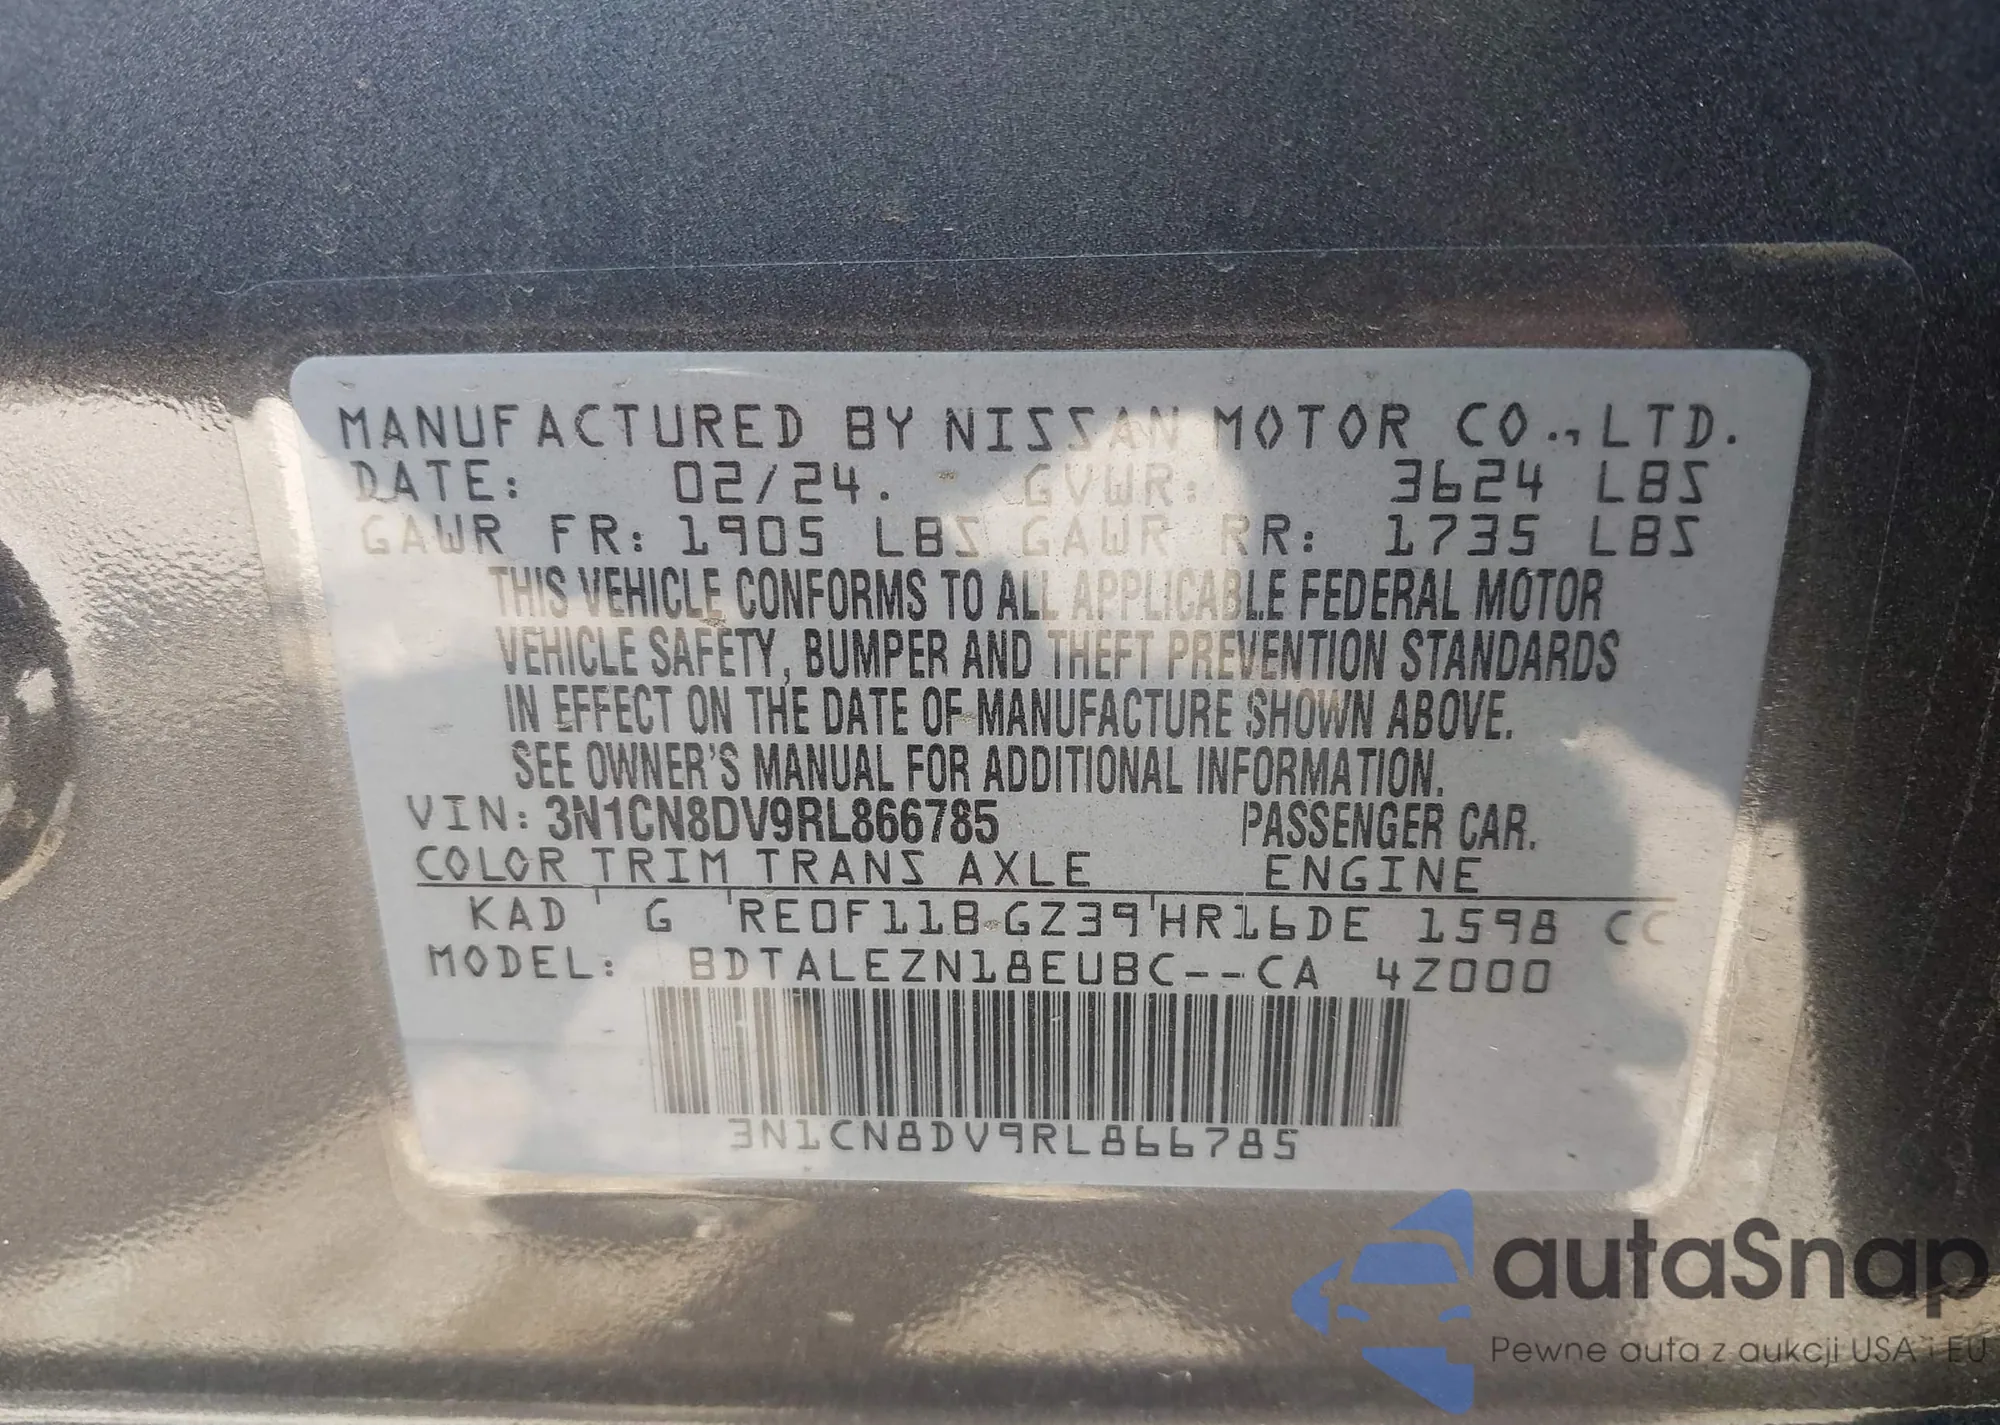 MANUFACTURED BY NISSAN MOTOR CO., LTD.
DATE: 02/24. GVWR: 3624 LBS
GAWR FR: 1905 LBS GAWR RR: 1735 LBS
THIS VEHICLE CONFORMS TO ALL APPLICABLE FEDERAL MOTOR
VEHICLE SAFETY, BUMPER AND THEFT PREVENTION STANDARDS
IN EFFECT ON THE DATE OF MANUFACTURE SHOWN ABOVE.
SEE OWNER'S MANUAL FOR ADDITIONAL INFORMATION.
VIN: 3N1CN8DV9RL866785 PASSENGER CAR.
COLOR TRIM TRANS AXLE ENGINE
KAD G RE0F11B GZ39 HR16DE 1598 CC
MODEL: BDTALEZN18EUBC--CA 4Z000
3N1CN8DV9RL866785
autaSnap
Pewne auta z aukcji USA i EU